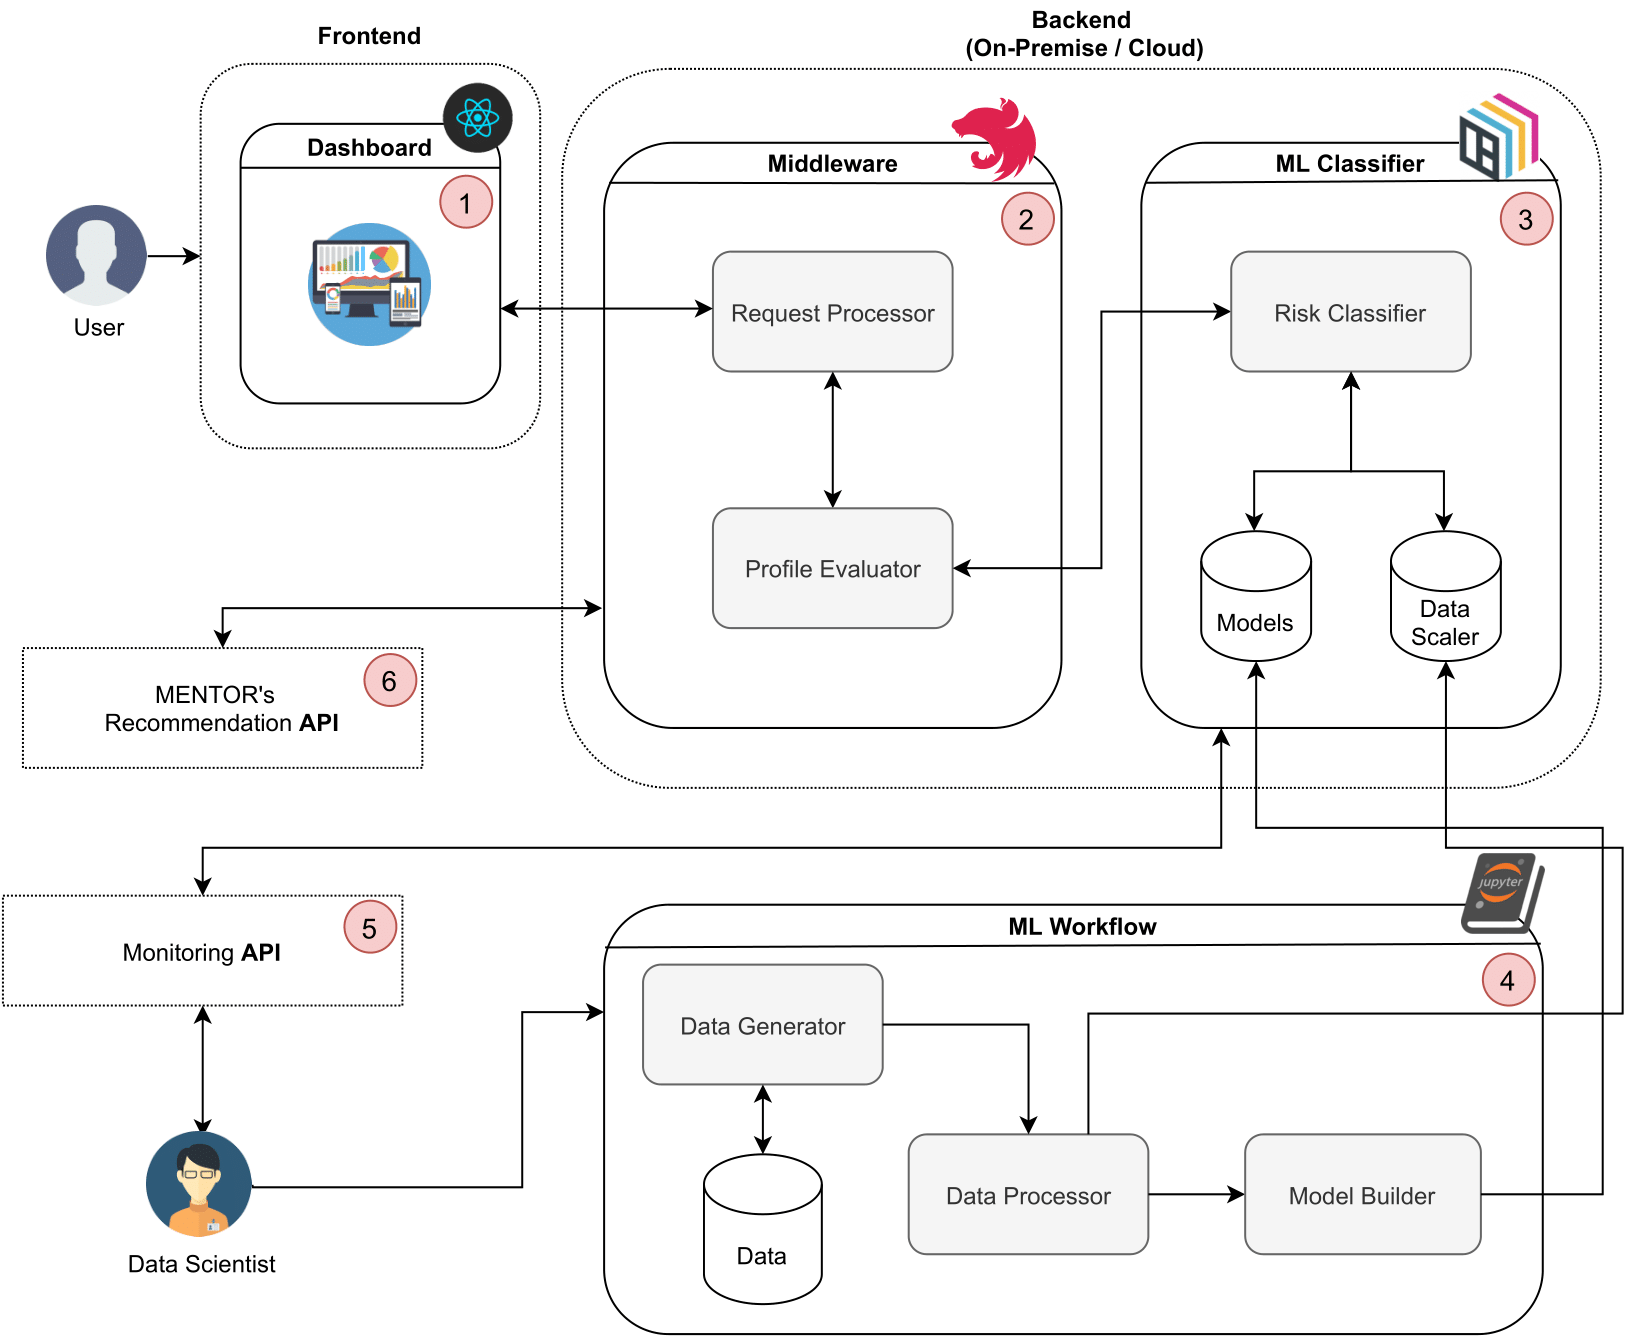 Frontend
Backend
(On-Premise / Cloud)
Dashboard
1
User
Middleware
2
Request Processor
Profile Evaluator
ML Classifier
3
Risk Classifier
Models
Data
Scaler
6
MENTOR's
Recommendation API
5
Monitoring API
Data Scientist
jupyter
ML Workflow
4
Data Generator
Data
Data Processor
Model Builder